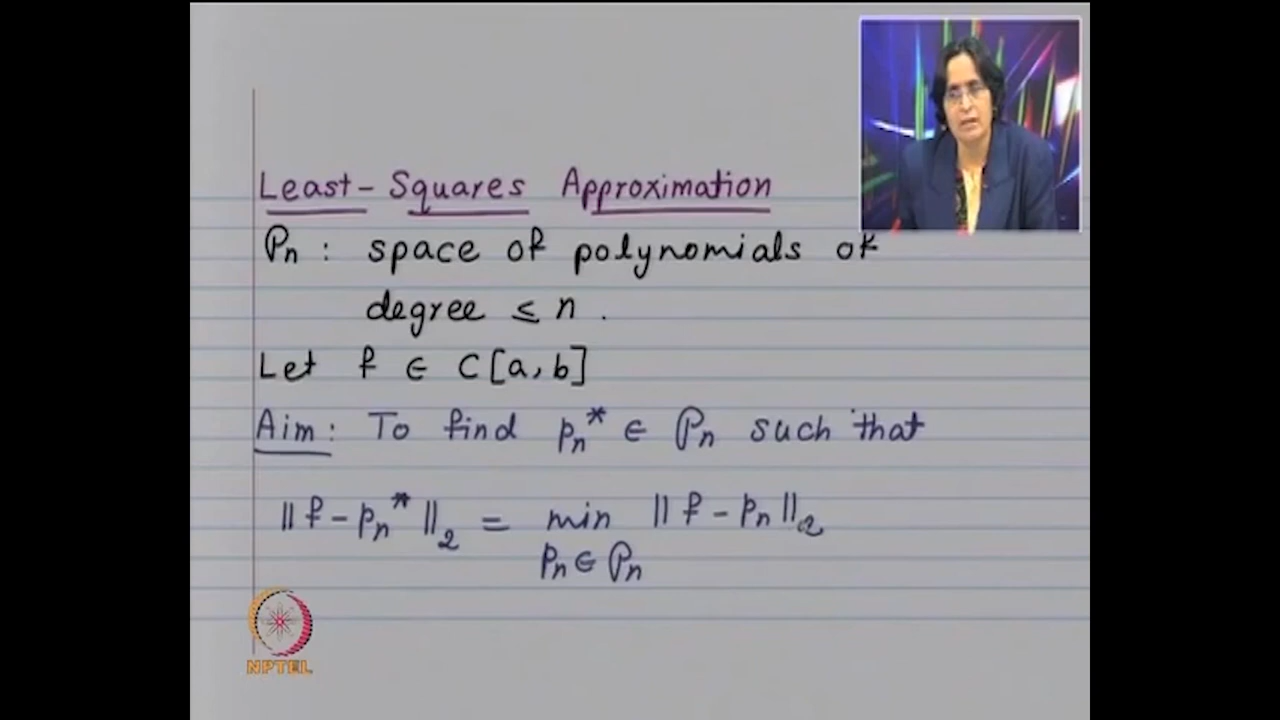 Least-Squares Approximation
𝒫n : space of polynomials of
degree ≤ n .
Let f ∈ C[a, b]
Aim: To find pn* ∈ 𝒫n such that
||f - pn*||2 = min ||f - pn||2
pn ∈ 𝒫n
NPTEL